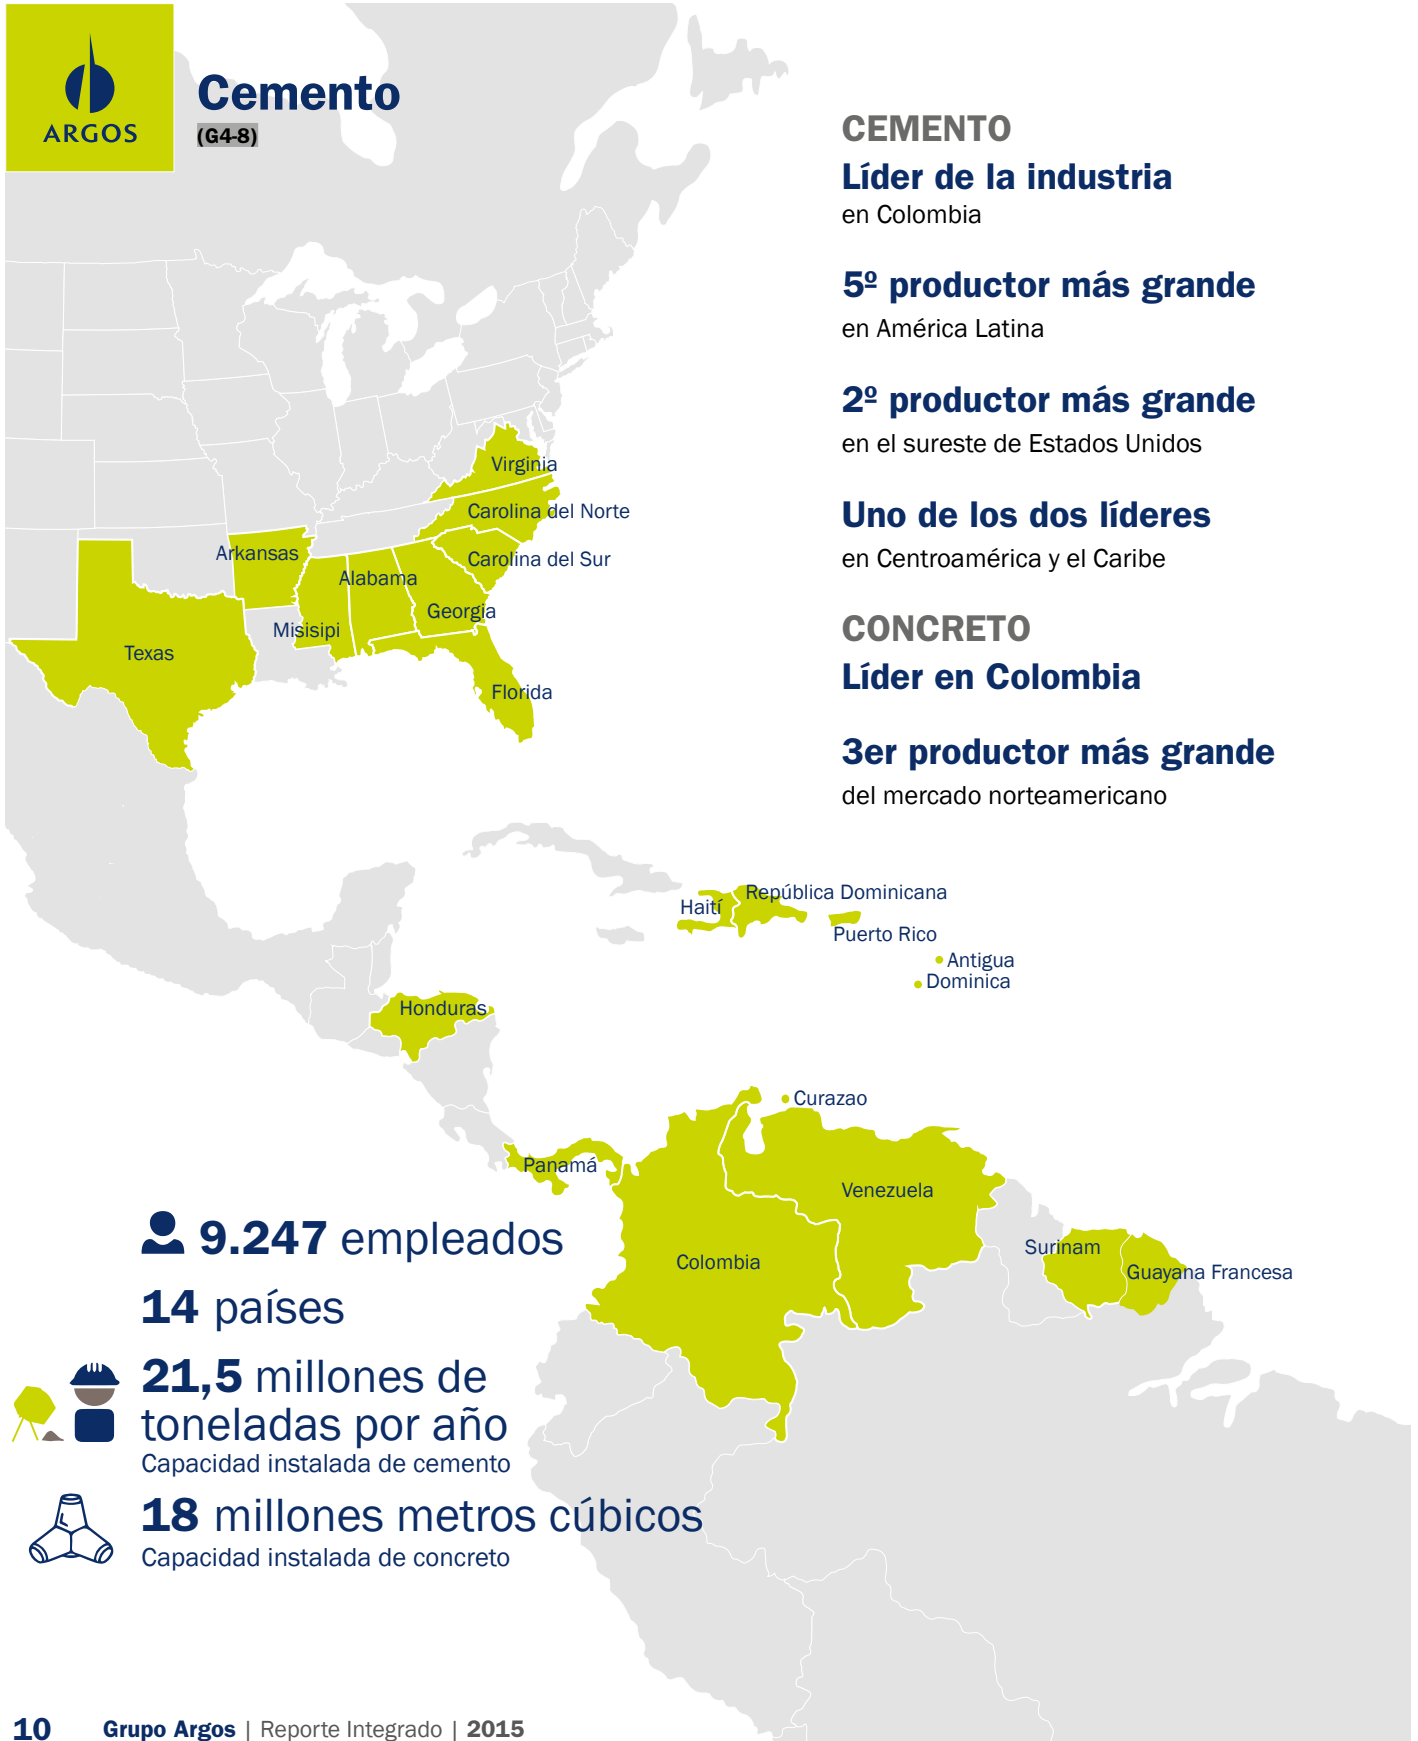 ARGOS
Cemento
(G4-8)
CEMENTO
Líder de la industria
en Colombia
5º productor más grande
en América Latina
2º productor más grande
en el sureste de Estados Unidos
Uno de los dos líderes
en Centroamérica y el Caribe
CONCRETO
Líder en Colombia
3er productor más grande
del mercado norteamericano
Virginia
Carolina del Norte
Arkansas
Carolina del Sur
Alabama
Georgia
Misisipi
Texas
Florida
República Dominicana
Haití
Puerto Rico
Antigua
Dominica
Honduras
Curazao
Panamá
Venezuela
Colombia
Surinam
Guayana Francesa
9.247 empleados
14 países
21,5 millones de
toneladas por año
Capacidad instalada de cemento
18 millones metros cúbicos
Capacidad instalada de concreto
10 Grupo Argos | Reporte Integrado | 2015